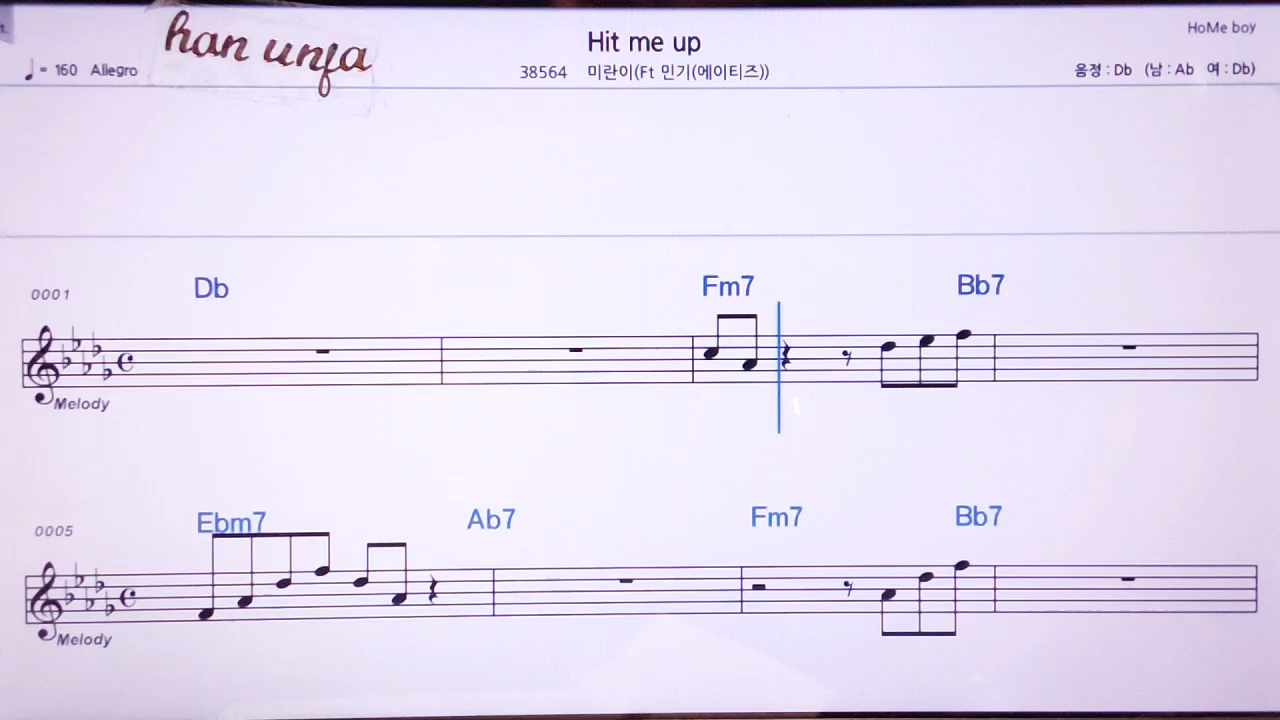 han unfa
Hit me up
HoMe boy
♩= 160 Allegro
38564 미란이(Ft 민기(에이티즈))
음정 : Db (남 : Ab 여 : Db)
Db Fm7 Bb7
0001
Melody
Ebm7 Ab7 Fm7 Bb7
0005
Melody